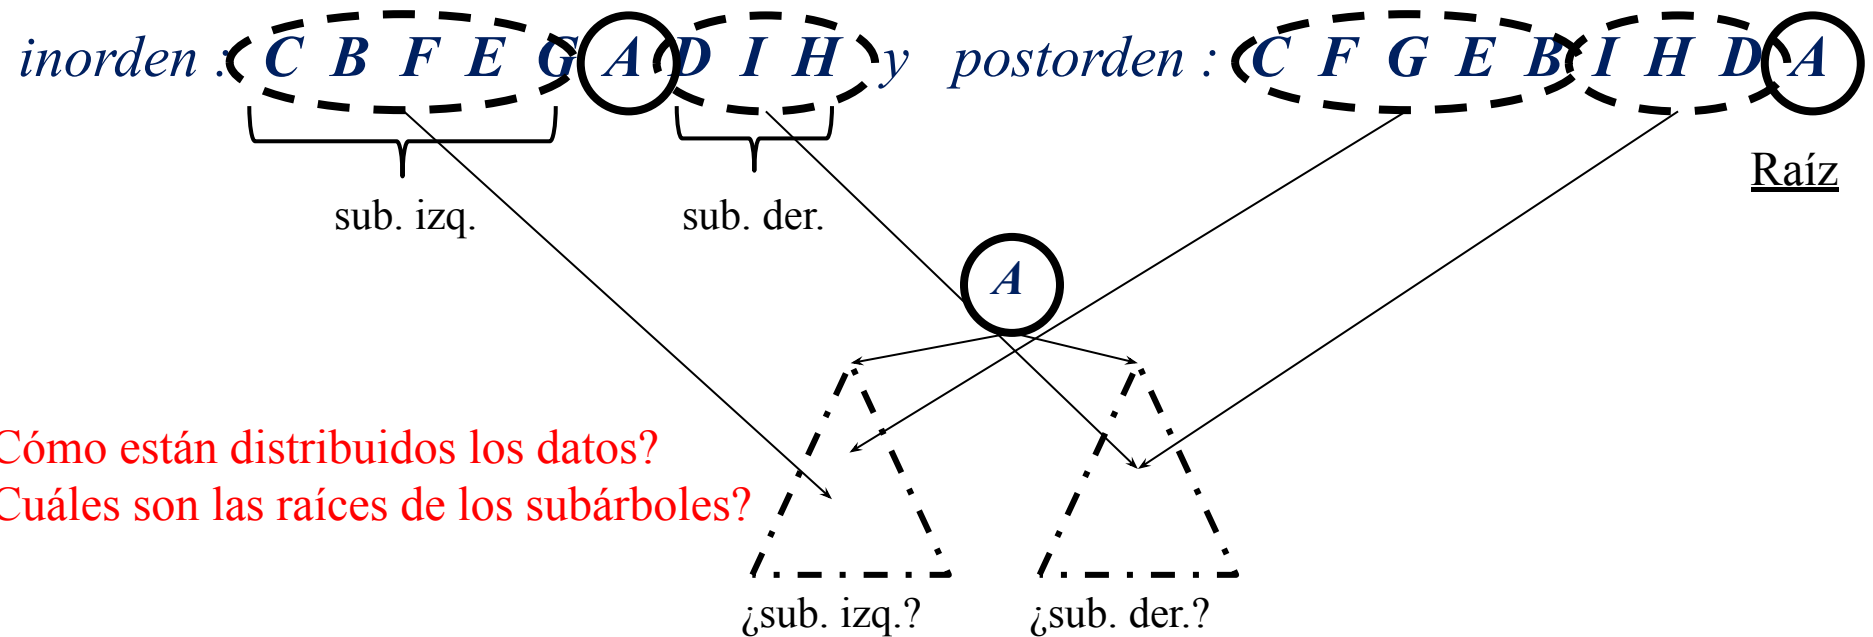 inorden : C B F E G A D I H y postorden : C F G E B I H D A
Raíz
sub. izq. sub. der.
A
Cómo están distribuidos los datos?
Cuáles son las raíces de los subárboles?
¿sub. izq.? ¿sub. der.?